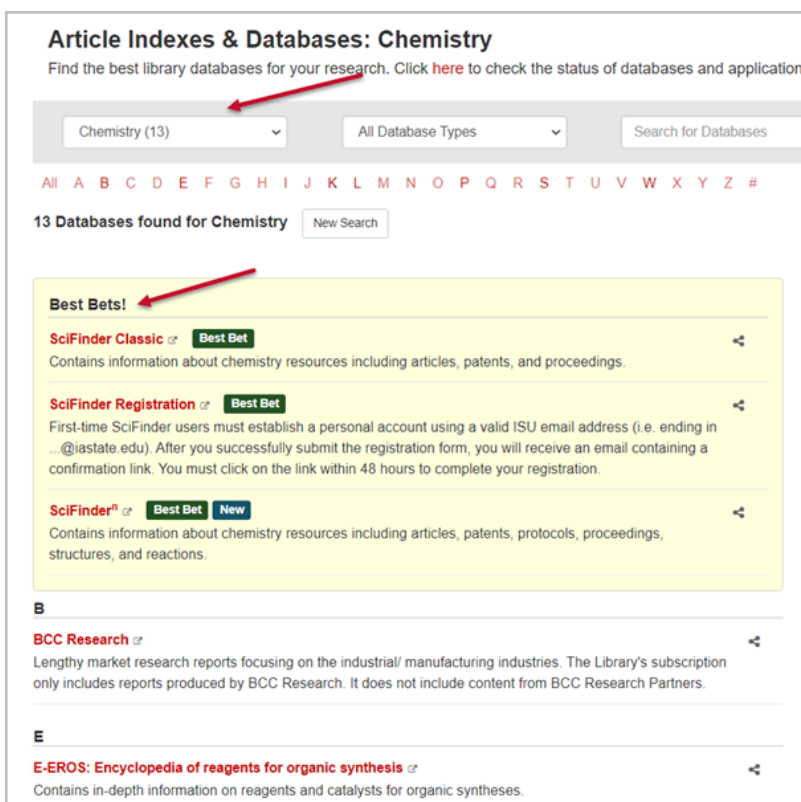 Article Indexes & Databases: Chemistry
Find the best library databases for your research. Click here to check the status of databases and application
Chemistry (13)
All Database Types
Search for Databases
All A B C D E F G H I J K L M N O P Q R S T U V W X Y Z #
13 Databases found for Chemistry New Search
Best Bets!
SciFinder Classic Best Bet
Contains information about chemistry resources including articles, patents, and proceedings.
SciFinder Registration Best Bet
First-time SciFinder users must establish a personal account using a valid ISU email address (i.e. ending in
...@iastate.edu). After you successfully submit the registration form, you will receive an email containing a
confirmation link. You must click on the link within 48 hours to complete your registration.
SciFinderⁿ Best Bet New
Contains information about chemistry resources including articles, patents, protocols, proceedings,
structures, and reactions.
B
BCC Research
Lengthy market research reports focusing on the industrial/ manufacturing industries. The Library's subscription
only includes reports produced by BCC Research. It does not include content from BCC Research Partners.
E
E-EROS: Encyclopedia of reagents for organic synthesis
Contains in-depth information on reagents and catalysts for organic syntheses.